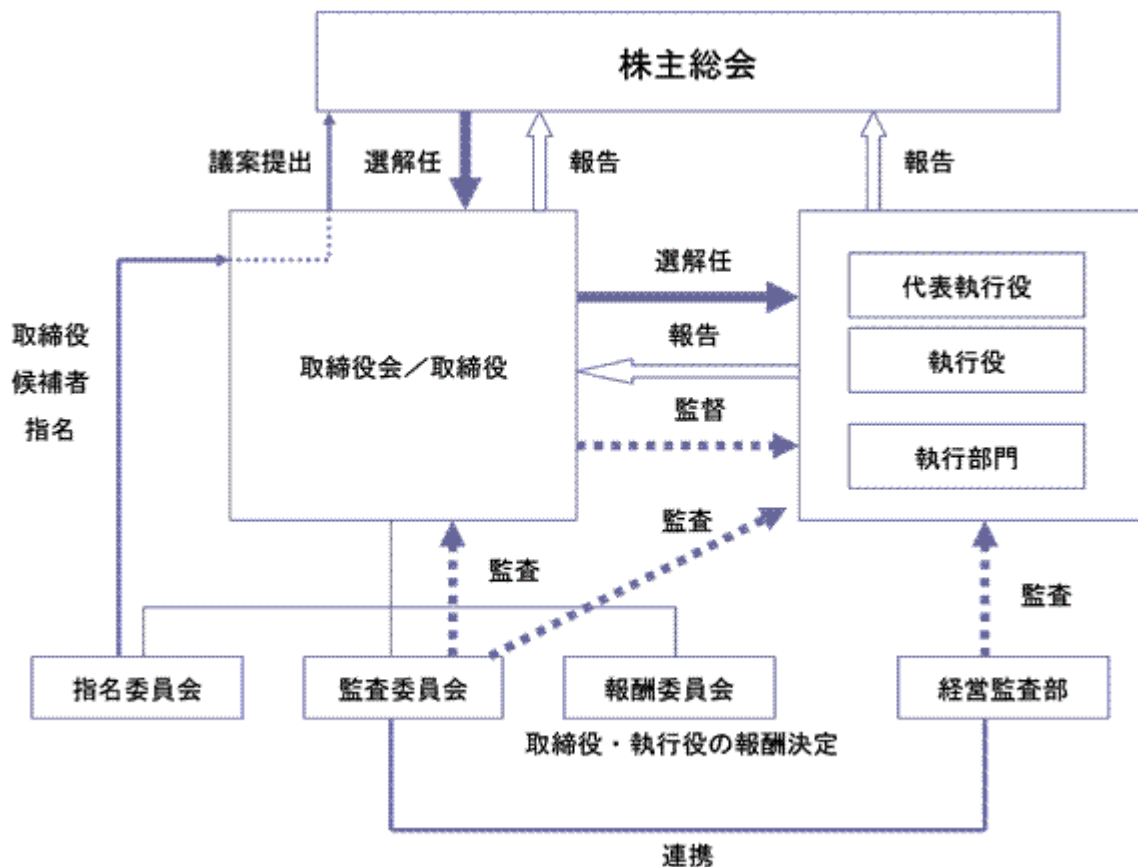 株主総会
議案提出
選解任
報告
報告
選解任
代表執行役
取締役
候補者
指名
報告
取締役会／取締役
執行役
監督
執行部門
監査
監査
監査
指名委員会
監査委員会
報酬委員会
経営監査部
取締役・執行役の報酬決定
連携